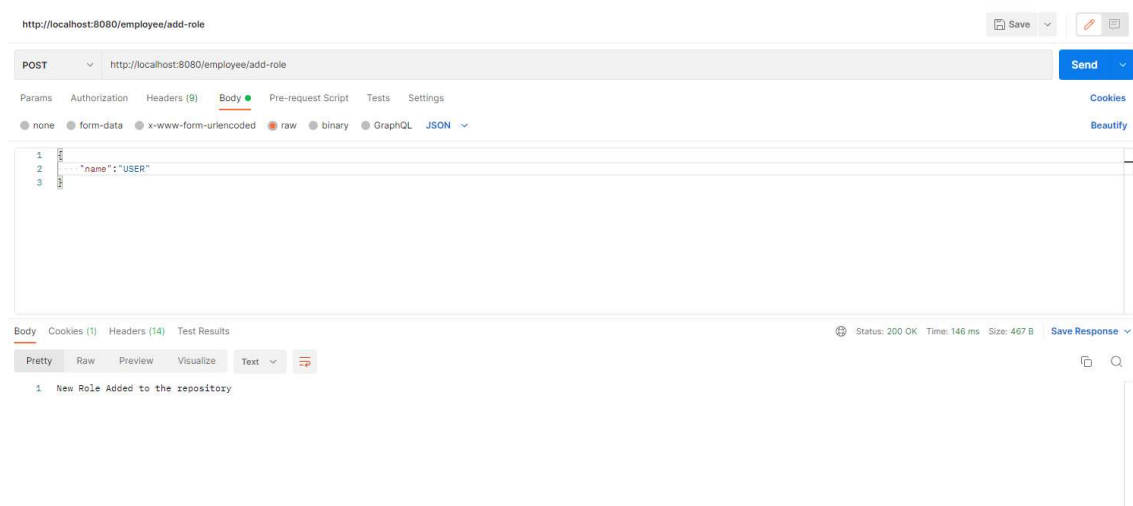 http://localhost:8080/employee/add-role
Save
POST http://localhost:8080/employee/add-role Send
Params Authorization Headers (9) Body Pre-request Script Tests Settings Cookies
none form-data x-www-form-urlencoded raw binary GraphQL JSON Beautify
1 {
2 ····"name":"USER"
3 }
Body Cookies (1) Headers (14) Test Results Status: 200 OK Time: 146 ms Size: 467 B Save Response
Pretty Raw Preview Visualize Text
1 New Role Added to the repository